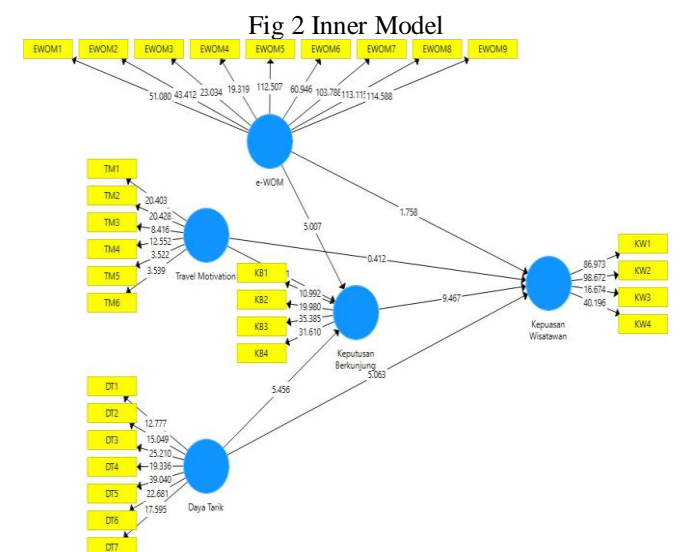 Fig 2 Inner Model
EWOM1 EWOM2 EWOM3 EWOM4 EWOM5 EWOM6 EWOM7 EWOM8 EWOM9
51.080 43.412 23.034 19.319 112.507 60.946 103.788 113.115 114.588
e-WOM
TM1
TM2
TM3
TM4
TM5
TM6
20.403
20.428
8.416
12.552
3.522
3.539
Travel Motivation
1.758
5.007
0.412
KB1
KB2
KB3
KB4
1
10.992
19.980
35.385
31.610
Keputusan
Berkunjung
9.467
KW1
KW2
KW3
KW4
86.973
98.672
16.674
40.196
Kepuasan
Wisatawan
5.456
5.063
DT1
DT2
DT3
DT4
DT5
DT6
DT7
12.777
15.049
25.210
19.336
39.040
22.681
17.595
Daya Tarik